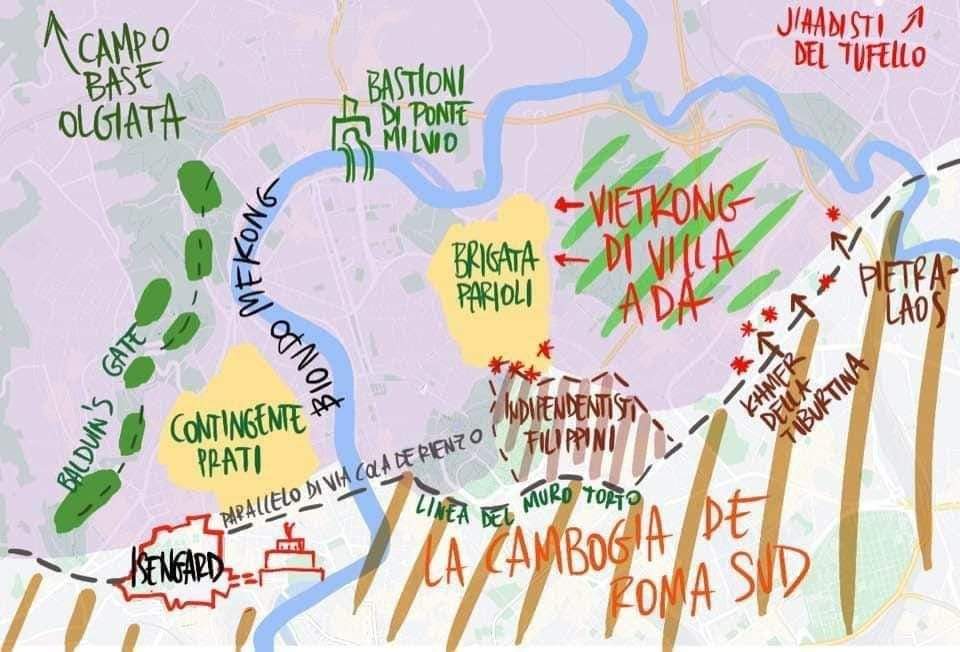 CAMPO
BASE
OLGIATA
BASTIONI
DI PONTE
MILVIO
JIHADISTI
DEL TUFELLO
BIONDO MEKONG
BRIGATA
PARIOLI
VIETKONG
DI VILLA
ADA
PIETRA-
LAOS
KHMER
DELLA
TIBURTINA
BALDUIN'S GATE
CONTINGENTE
PRATI
INDIPENDENTISTI
FILIPPINI
PARALLELO DI VIA COLA DE RIENZO
LINEA DEL MURO TORTO
ISENGARD
LA CAMBOGIA DE
ROMA SUD